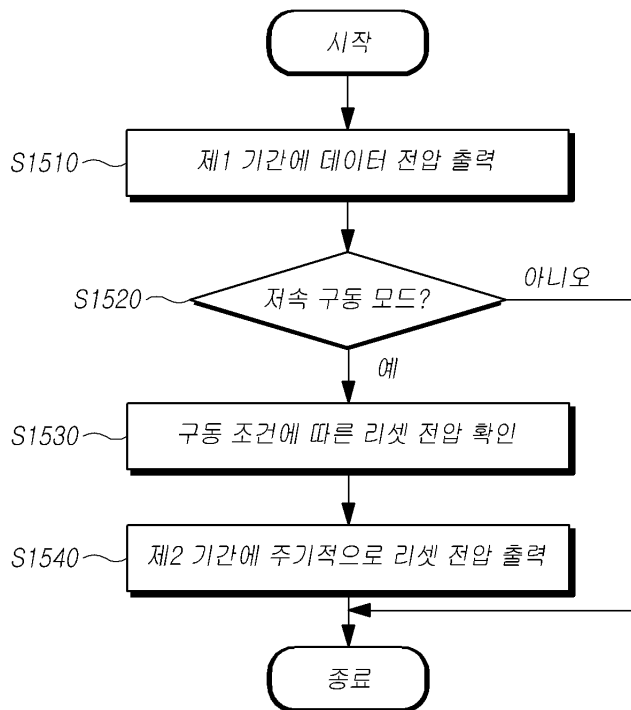 시작
S1510
제1 기간에 데이터 전압 출력
S1520
저속 구동 모드?
아니오
예
S1530
구동 조건에 따른 리셋 전압 확인
S1540
제2 기간에 주기적으로 리셋 전압 출력
종료